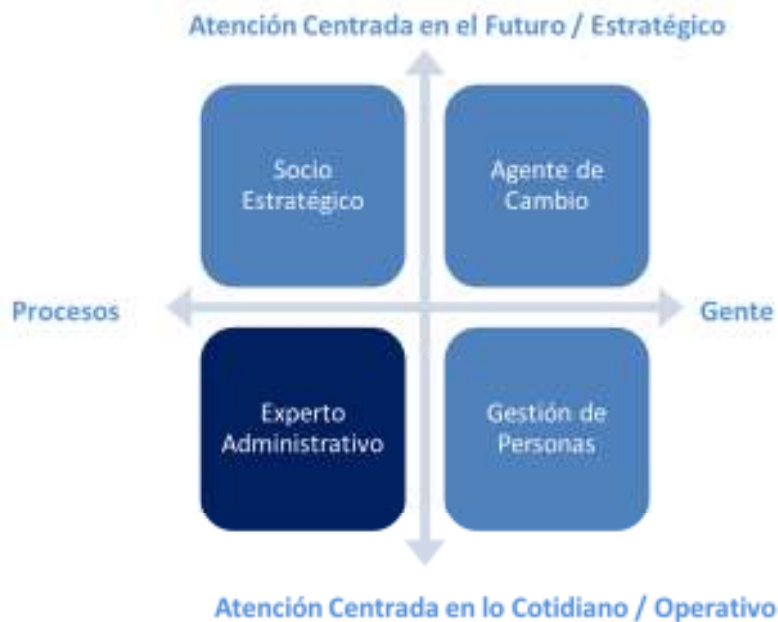 Atención Centrada en el Futuro / Estratégico
Socio
Estratégico
Agente de
Cambio
Procesos
Gente
Experto
Administrativo
Gestión de
Personas
Atención Centrada en lo Cotidiano / Operativo